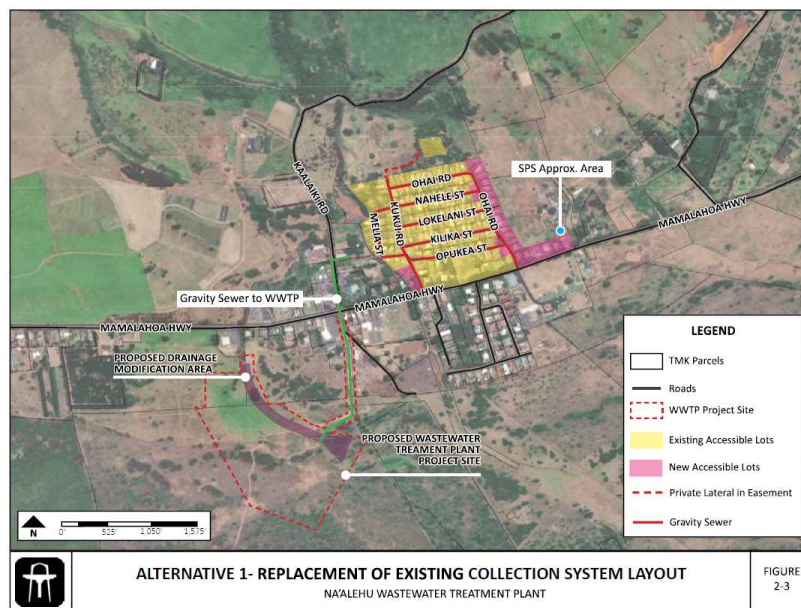 KAALAIKI RD
SPS Approx. Area
OHAI RD
NAHELE ST
LOKELANI ST
KILIKA ST
OPUKEA ST
KUKUI RD
MELIA ST
OHAI RD
MAMALAHOA HWY
Gravity Sewer to WWTP
MAMALAHOA HWY
MAMALAHOA HWY
PROPOSED DRAINAGE
MODIFICATION AREA
PROPOSED WASTEWATER
TREAMENT PLANT
PROJECT SITE
LEGEND
TMK Parcels
Roads
WWTP Project Site
Existing Accessible Lots
New Accessible Lots
Private Lateral in Easement
Gravity Sewer
N
0' 525' 1,050' 1,575'
ALTERNATIVE 1- REPLACEMENT OF EXISTING COLLECTION SYSTEM LAYOUT
NA'ALEHU WASTEWATER TREATMENT PLANT
FIGURE
2-3